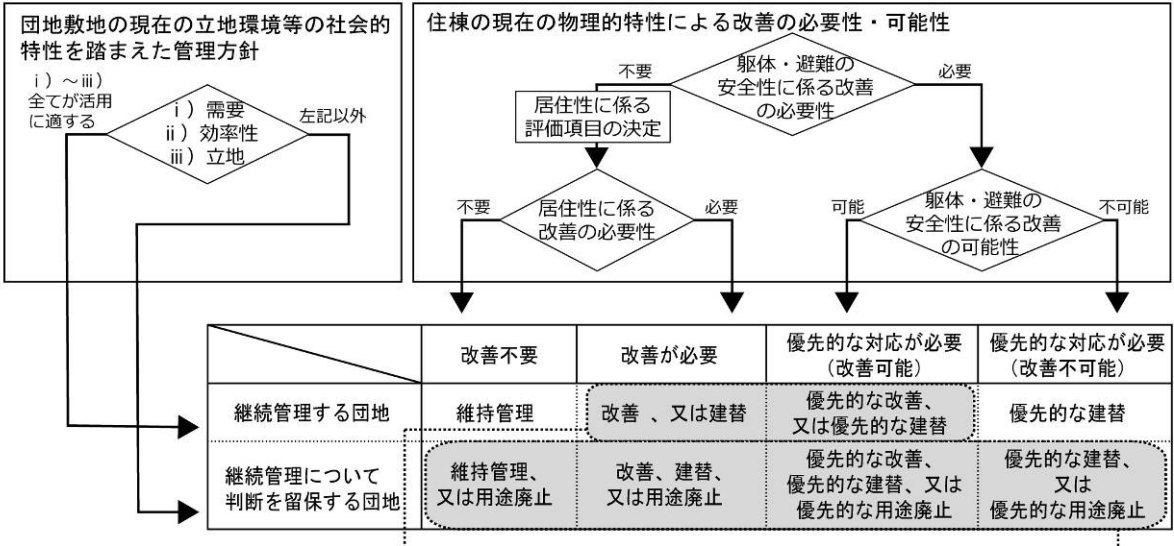 団地敷地の現在の立地環境等の社会的
特性を踏まえた管理方針
ⅰ）～ⅲ）
全てが活用
に適する
ⅰ）需要
ⅱ）効率性
ⅲ）立地
左記以外
住棟の現在の物理的特性による改善の必要性・可能性
不要
躯体・避難の
安全性に係る改善
の必要性
必要
居住性に係る
評価項目の決定
不要
居住性に係る
改善の必要性
必要
可能
躯体・避難の
安全性に係る改善
の可能性
不可能
改善不要
改善が必要
優先的な対応が必要
（改善可能）
優先的な対応が必要
（改善不可能）
継続管理する団地
維持管理
改善 、又は建替
優先的な改善、
又は優先的な建替
優先的な建替
継続管理について
判断を留保する団地
維持管理、
又は用途廃止
改善、建替、
又は用途廃止
優先的な改善、
優先的な建替、又は
優先的な用途廃止
優先的な建替、
又は
優先的な用途廃止